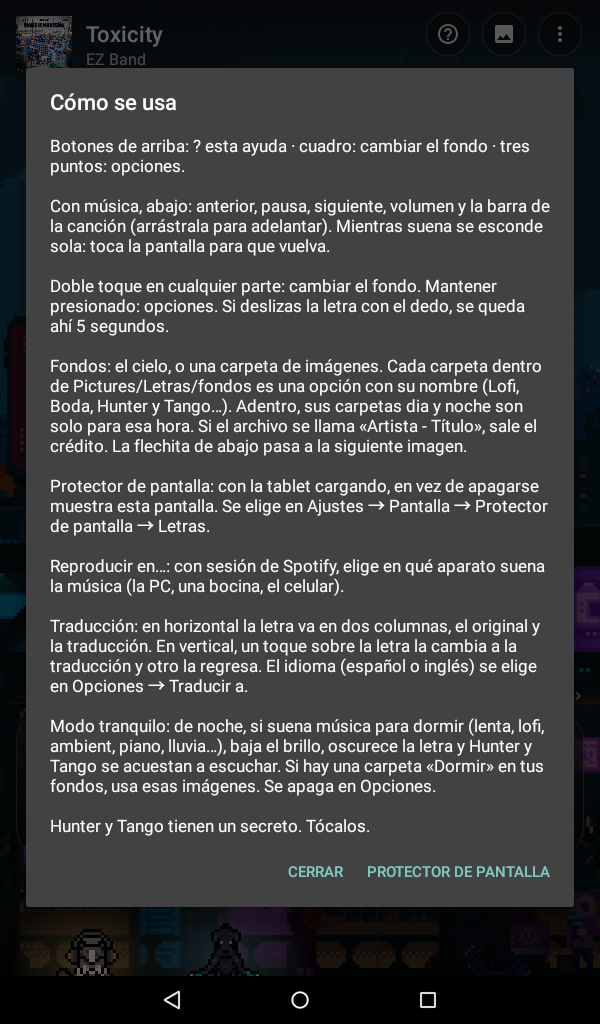 Toxicity
EZ Band
Cómo se usa
Botones de arriba: ? esta ayuda · cuadro: cambiar el fondo · tres
puntos: opciones.
Con música, abajo: anterior, pausa, siguiente, volumen y la barra de
la canción (arrástrala para adelantar). Mientras suena se esconde
sola: toca la pantalla para que vuelva.
Doble toque en cualquier parte: cambiar el fondo. Mantener
presionado: opciones. Si deslizas la letra con el dedo, se queda
ahí 5 segundos.
Fondos: el cielo, o una carpeta de imágenes. Cada carpeta dentro
de Pictures/Letras/fondos es una opción con su nombre (Lofi,
Boda, Hunter y Tango…). Adentro, sus carpetas dia y noche son
solo para esa hora. Si el archivo se llama «Artista - Título», sale el
crédito. La flechita de abajo pasa a la siguiente imagen.
Protector de pantalla: con la tablet cargando, en vez de apagarse
muestra esta pantalla. Se elige en Ajustes → Pantalla → Protector
de pantalla → Letras.
Reproducir en…: con sesión de Spotify, elige en qué aparato suena
la música (la PC, una bocina, el celular).
Traducción: en horizontal la letra va en dos columnas, el original y
la traducción. En vertical, un toque sobre la letra la cambia a la
traducción y otro la regresa. El idioma (español o inglés) se elige
en Opciones → Traducir a.
Modo tranquilo: de noche, si suena música para dormir (lenta, lofi,
ambient, piano, lluvia…), baja el brillo, oscurece la letra y Hunter y
Tango se acuestan a escuchar. Si hay una carpeta «Dormir» en tus
fondos, usa esas imágenes. Se apaga en Opciones.
Hunter y Tango tienen un secreto. Tócalos.
CERRAR PROTECTOR DE PANTALLA